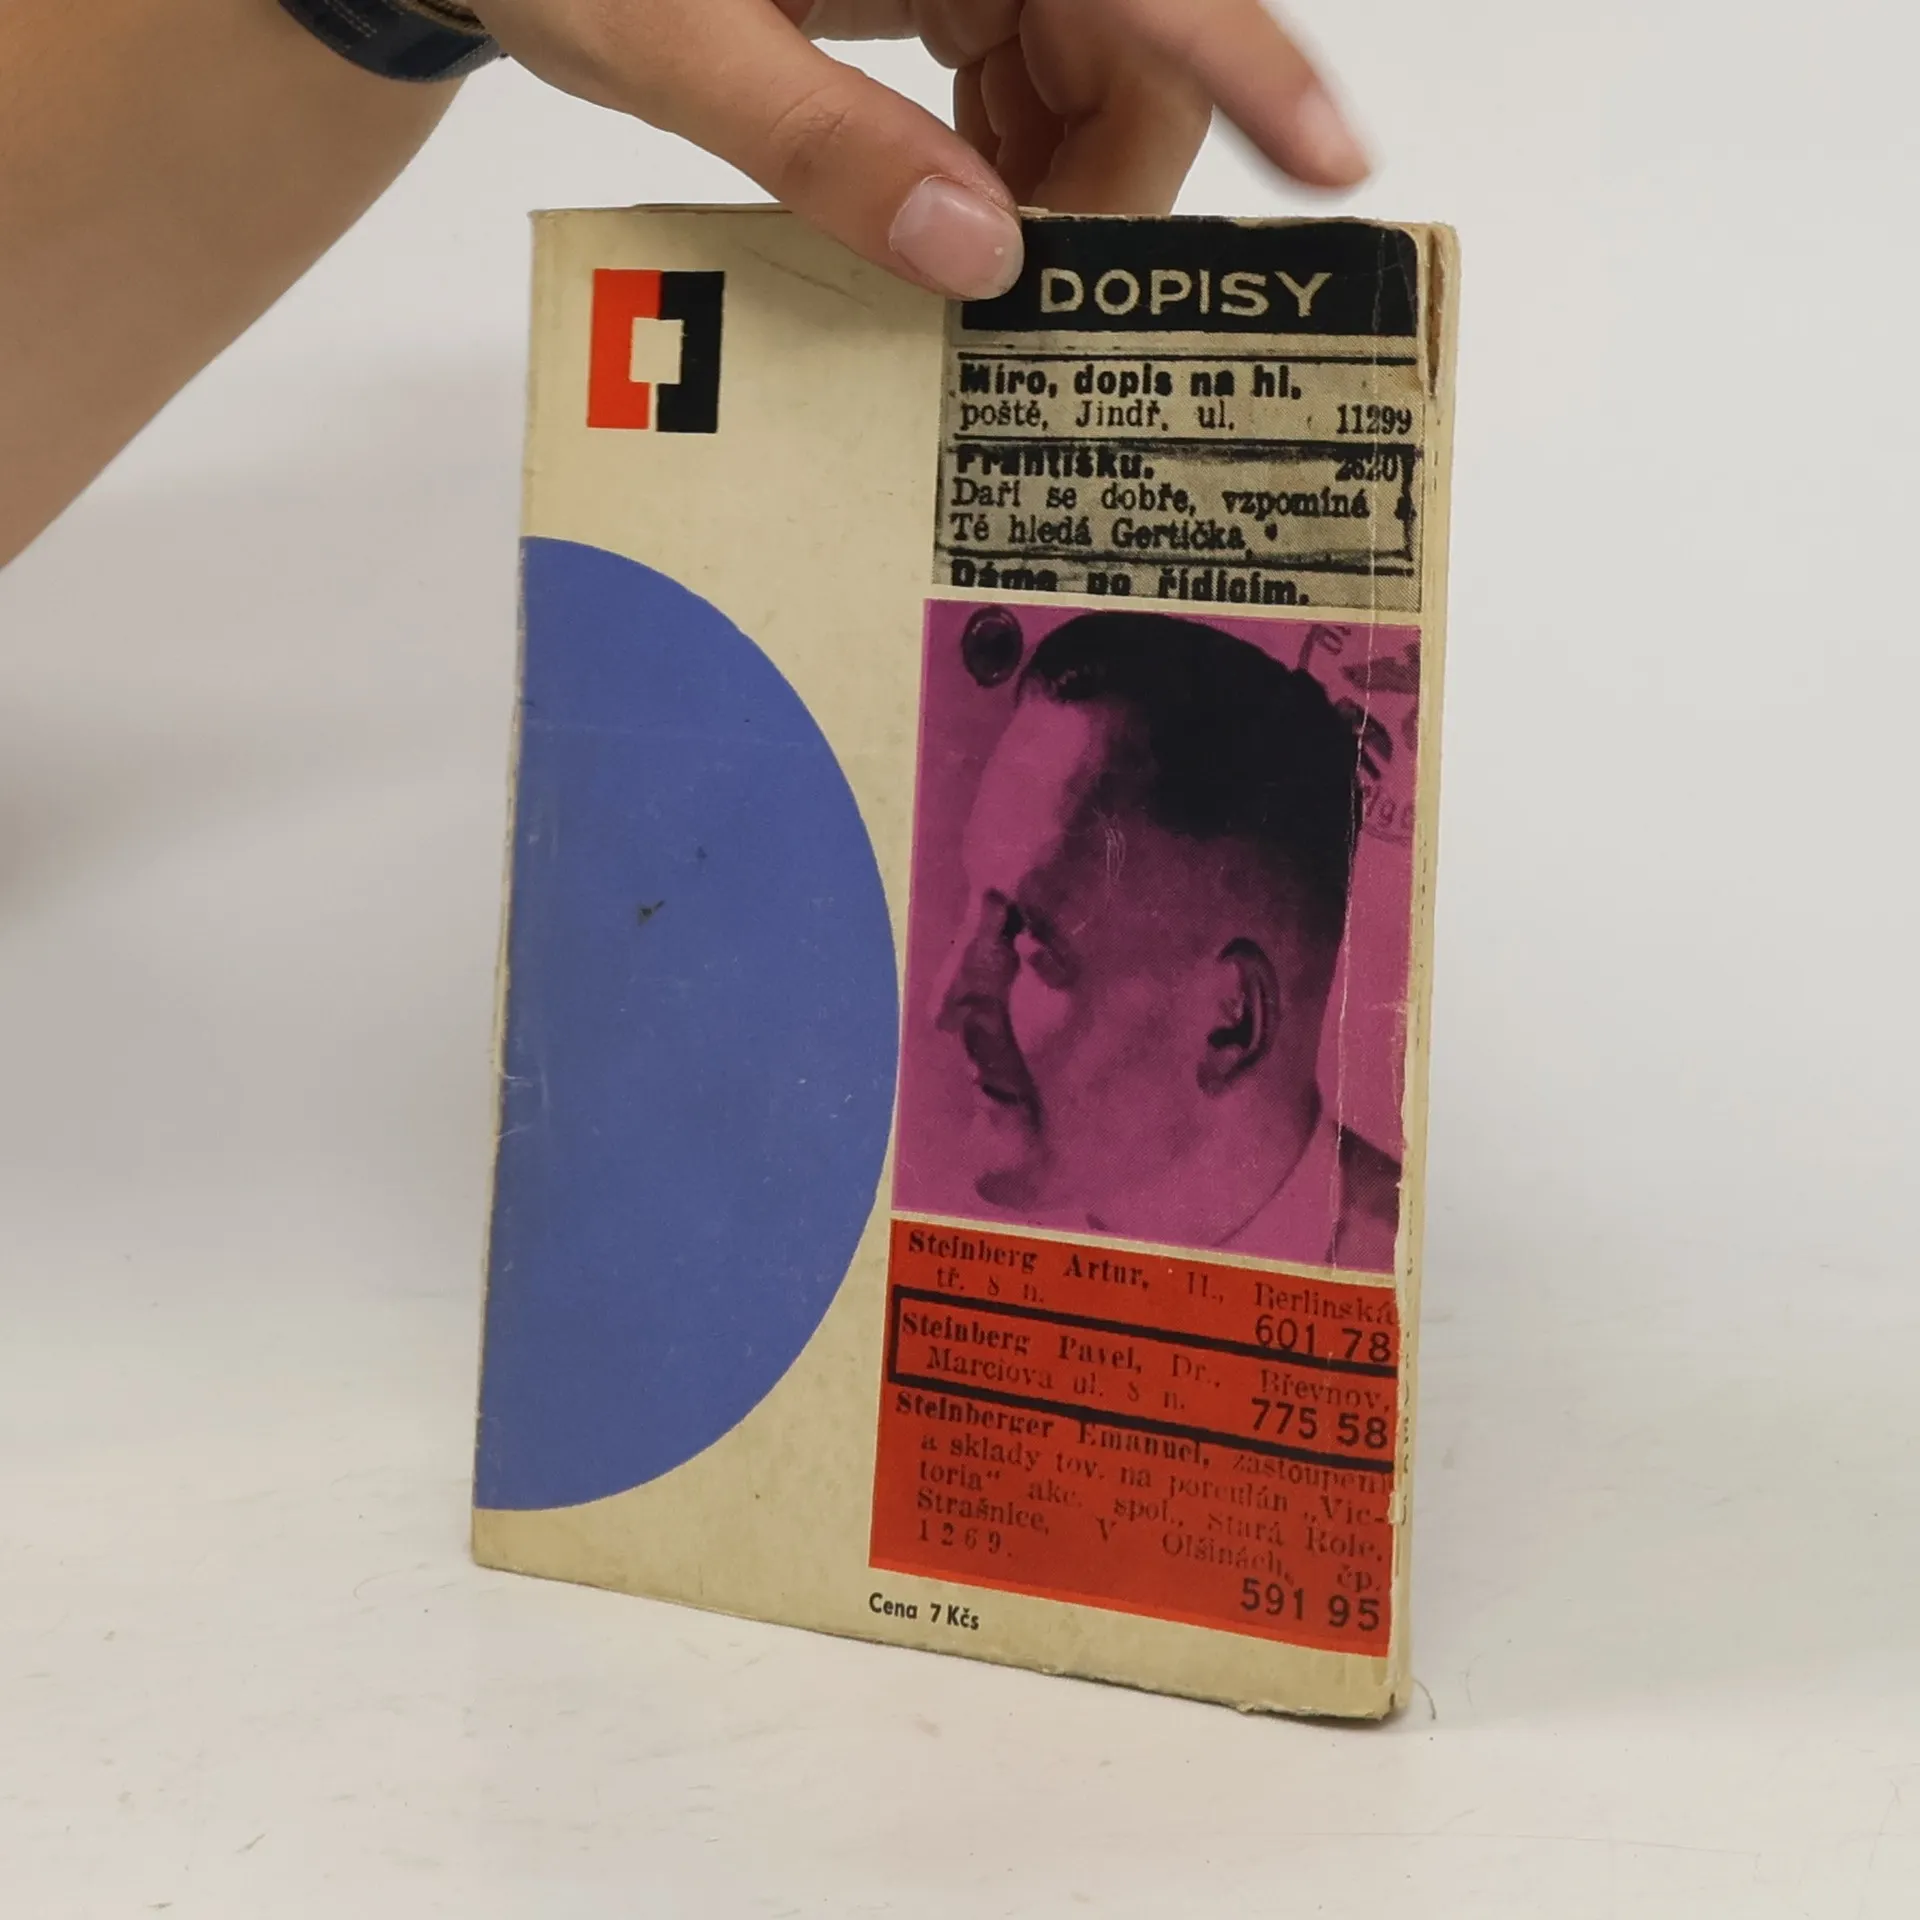 DOPISY
Míro, dopis na hl.
poště, Jindř. ul. 11299
Františku. 2620
Daří se dobře, vzpomíná a
Tě hledá Gertička.
Dáma po řídícím.
Steinberg Artur, II., Berlinská
tř. 8 n. 601 78
Steinberg Pavel, Dr., Břevnov,
Marciova ul. 8 n. 775 58
Steinberger Emanuel, zastoupení
a sklady tov. na porculán „Vic-
toria“ akc. spol., Stará Role.
Strašnice, V Olšinách, čp.
1269. 591 95
Cena 7 Kčs